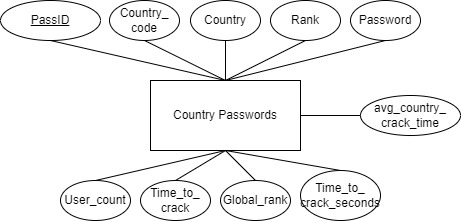 PassID
Country_
code
Country
Rank
Password
Country Passwords
avg_country_
crack_time
User_count
Time_to_
crack
Global_rank
Time_to_
crack_seconds